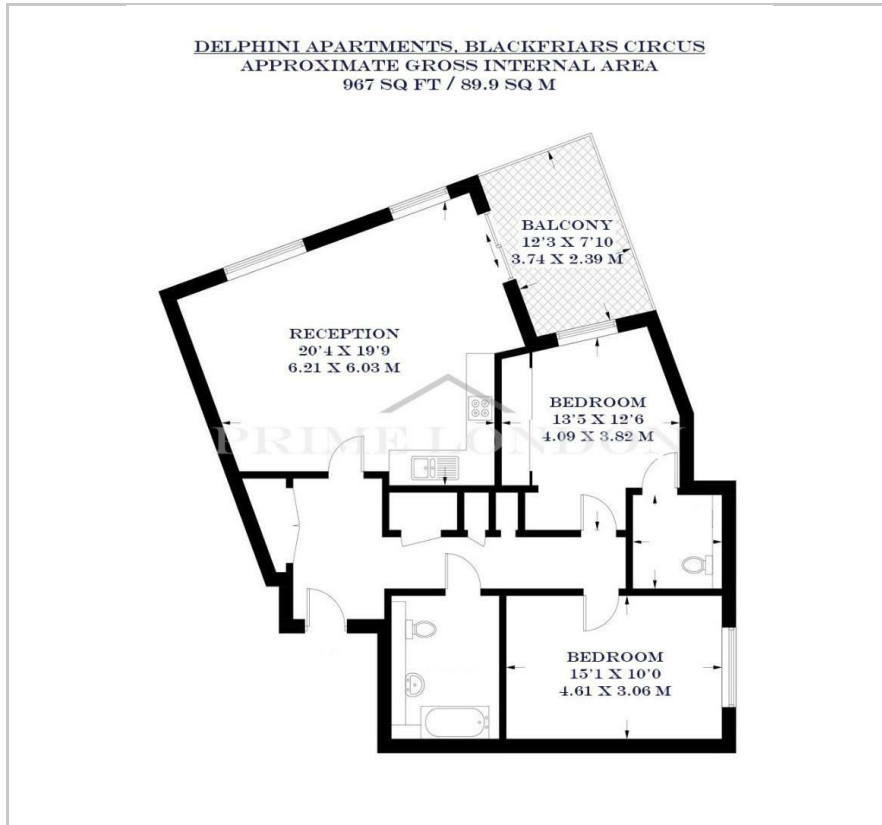 DELPHINI APARTMENTS, BLACKFRIARS CIRCUS
APPROXIMATE GROSS INTERNAL AREA
967 SQ FT / 89.9 SQ M
BALCONY
12'3 X 7'10
3.74 X 2.39 M
RECEPTION
20'4 X 19'9
6.21 X 6.03 M
BEDROOM
13'5 X 12'6
4.09 X 3.82 M
PRIME LONDON
BEDROOM
15'1 X 10'0
4.61 X 3.06 M